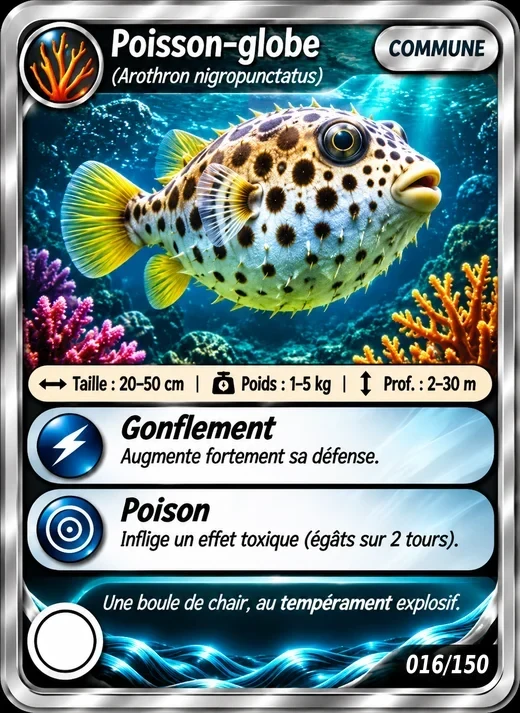 Poisson-globe
COMMUNE
(Arothron nigropunctatus)
Taille : 20-50 cm | Poids : 1-5 kg | Prof. : 2-30 m
Gonflement
Augmente fortement sa défense.
Poison
Inflige un effet toxique (égâts sur 2 tours).
Une boule de chair, au tempérament explosif.
016/150